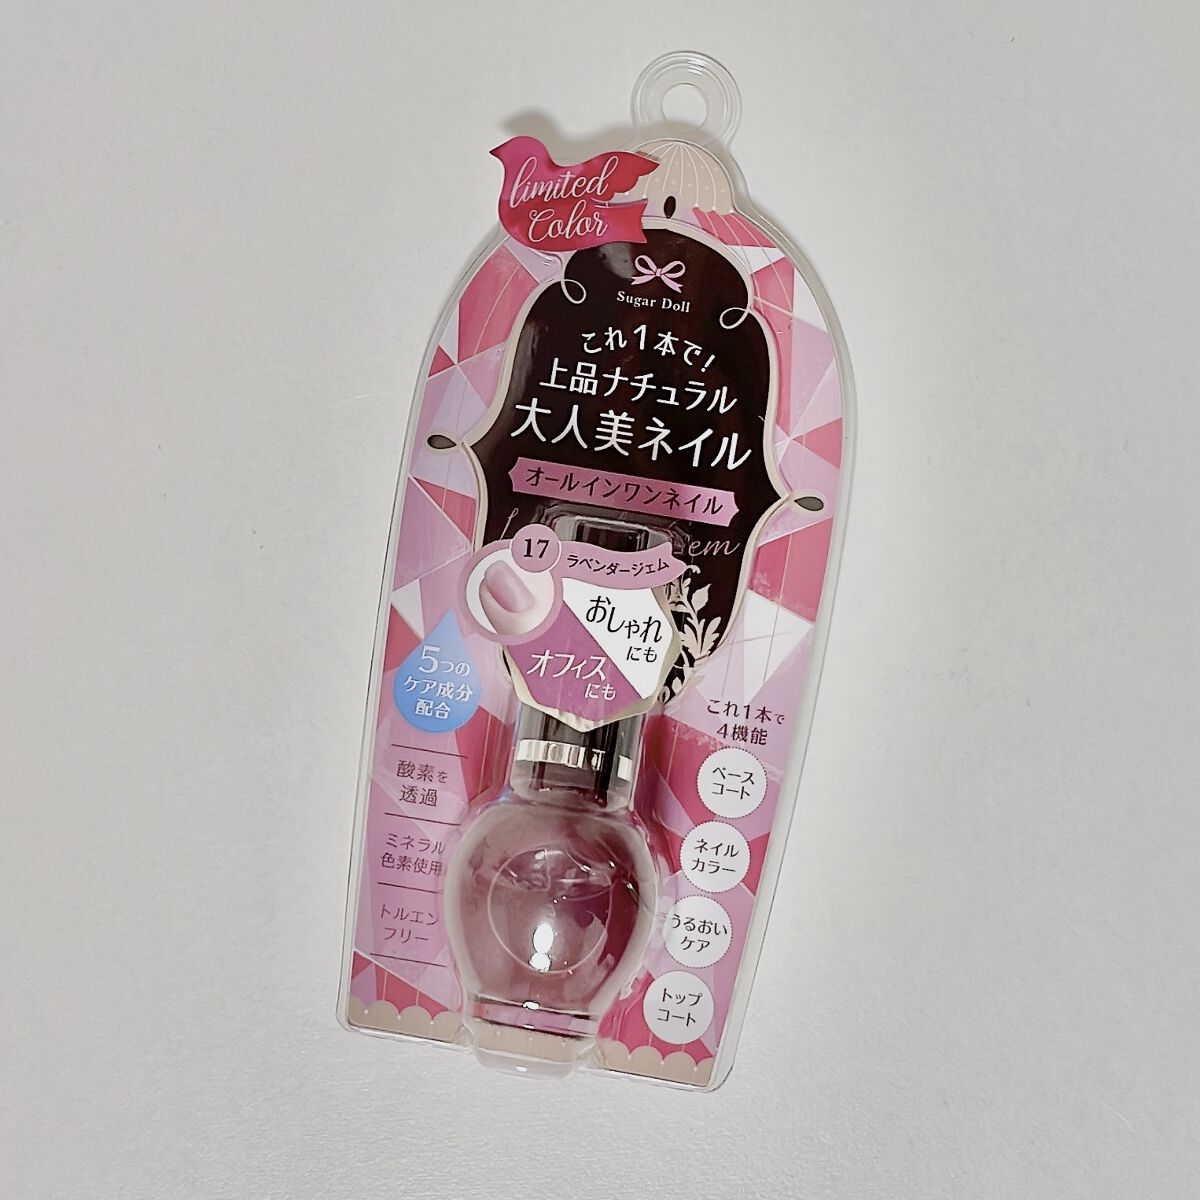 limited
Color
Sugar Doll
これ1本で!
上品ナチュラル
大人美ネイル
オールインワンネイル
17
ラベンダージェム
おしゃれ
にも
オフィス
にも
5つの
ケア成分
配合
酸素を
透過
ミネラル
色素使用
トルエン
フリー
これ1本で
4機能
ベース
コート
ネイル
カラー
うるおい
ケア
トップ
コート